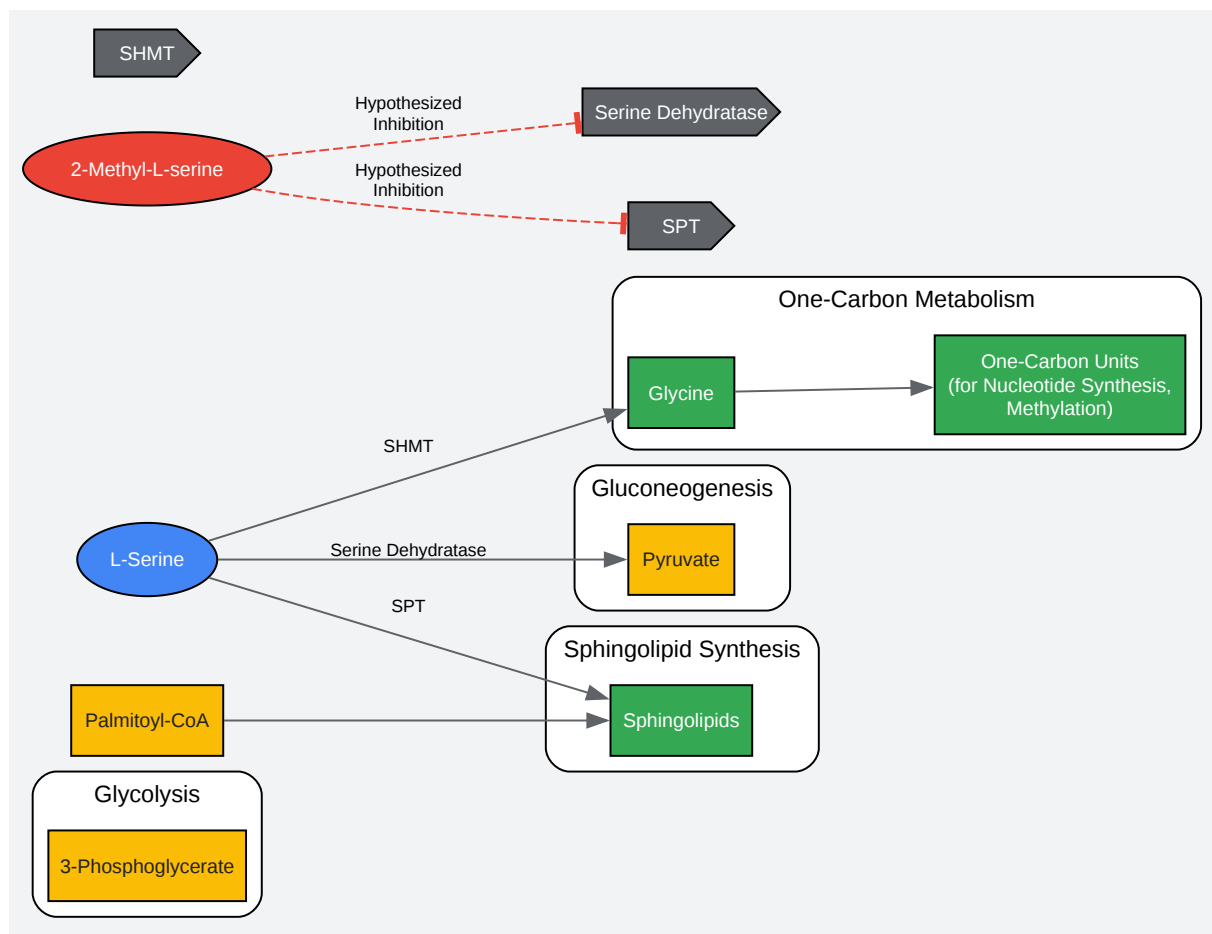 SHMT
Hypothesized
Inhibition
Serine Dehydratase
2-Methyl-L-serine
Hypothesized
Inhibition
SPT
One-Carbon Metabolism
One-Carbon Units
(for Nucleotide Synthesis,
Methylation)
Glycine
SHMT
Gluconeogenesis
L-Serine
Serine Dehydratase
Pyruvate
SPT
Sphingolipid Synthesis
Palmitoyl-CoA
Sphingolipids
Glycolysis
3-Phosphoglycerate